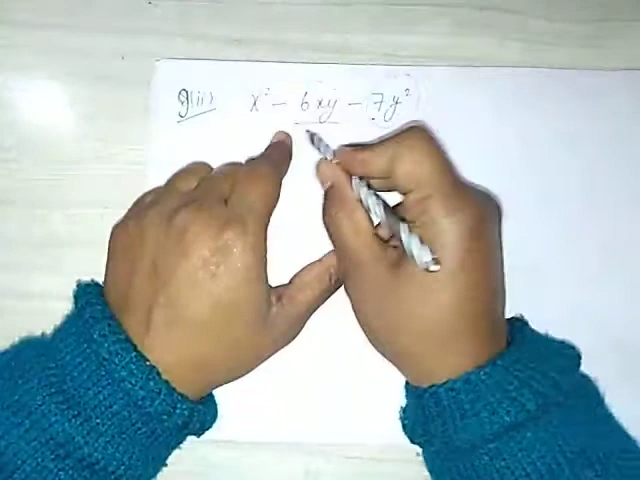 9(ii) x² - 6xy - 7y²